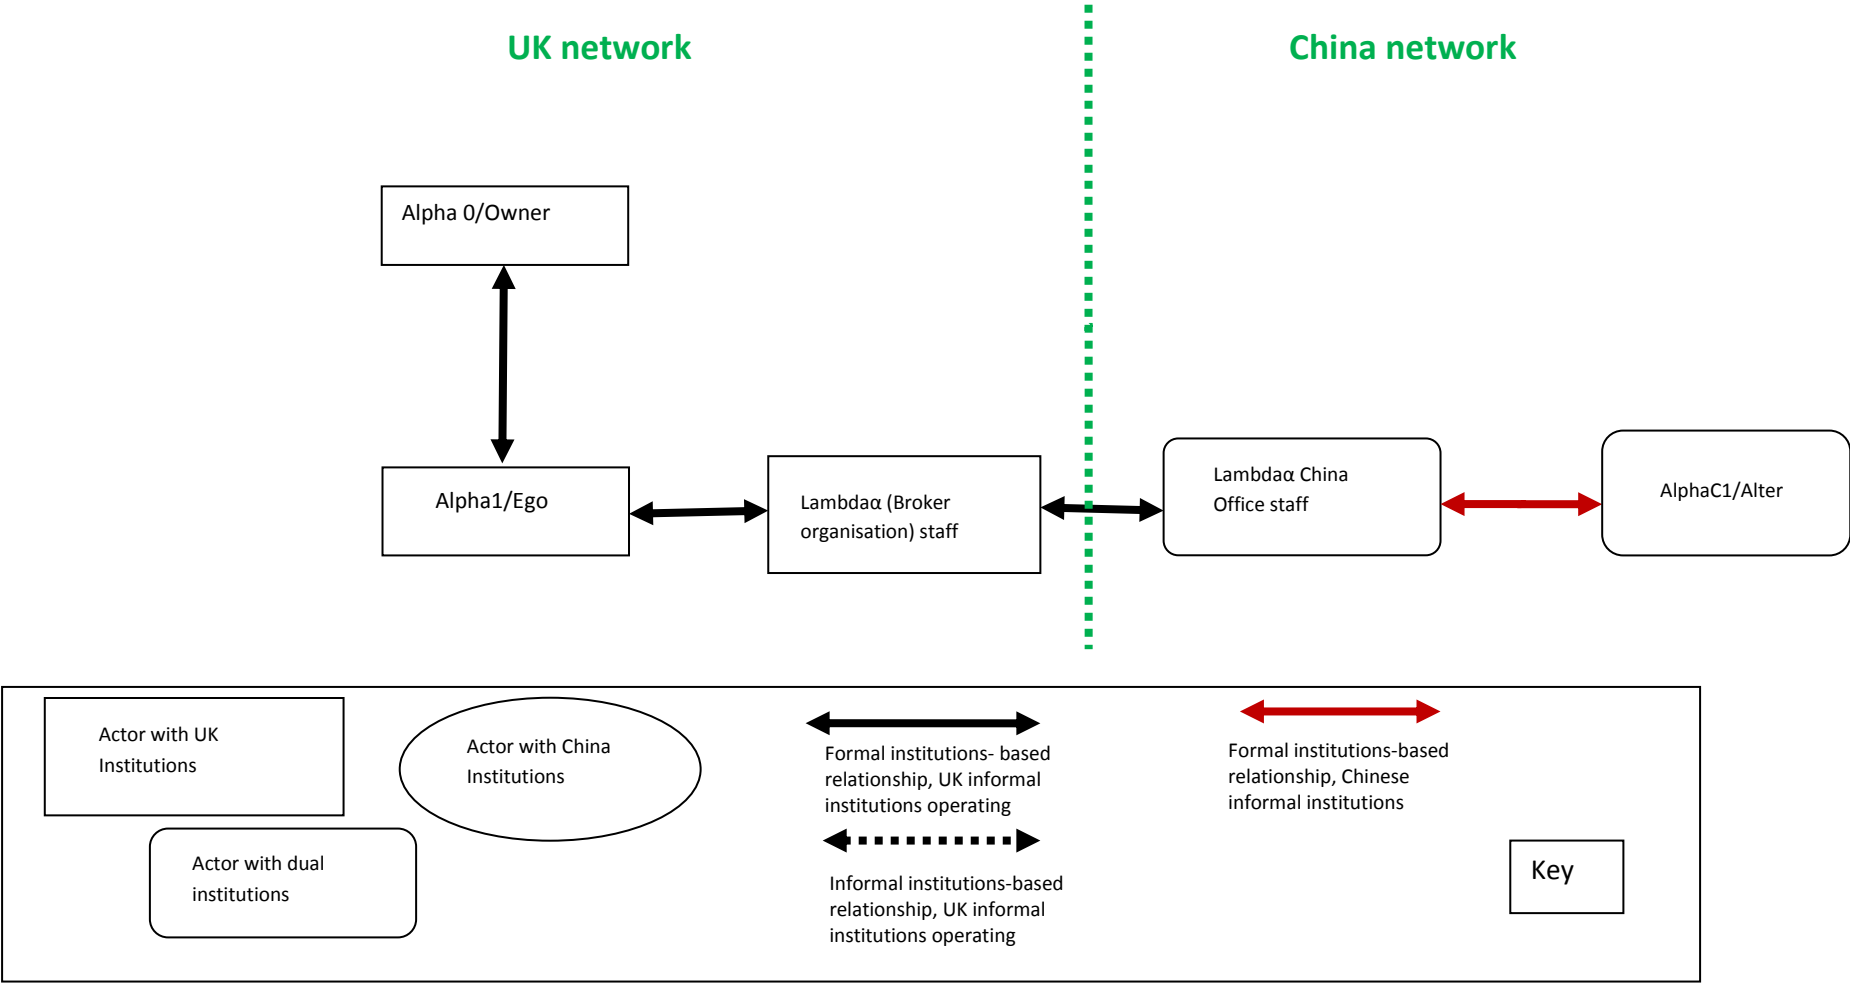 UK network
China network
Alpha 0/Owner
Alpha1/Ego
Lambdaα (Broker
organisation) staff
Lambdaα China
Office staff
AlphaC1/Alter
Actor with UK
Institutions
Actor with China
Institutions
Actor with dual
institutions
Formal institutions- based
relationship, UK informal
institutions operating
Informal institutions-based
relationship, UK informal
institutions operating
Formal institutions-based
relationship, Chinese
informal institutions
Key